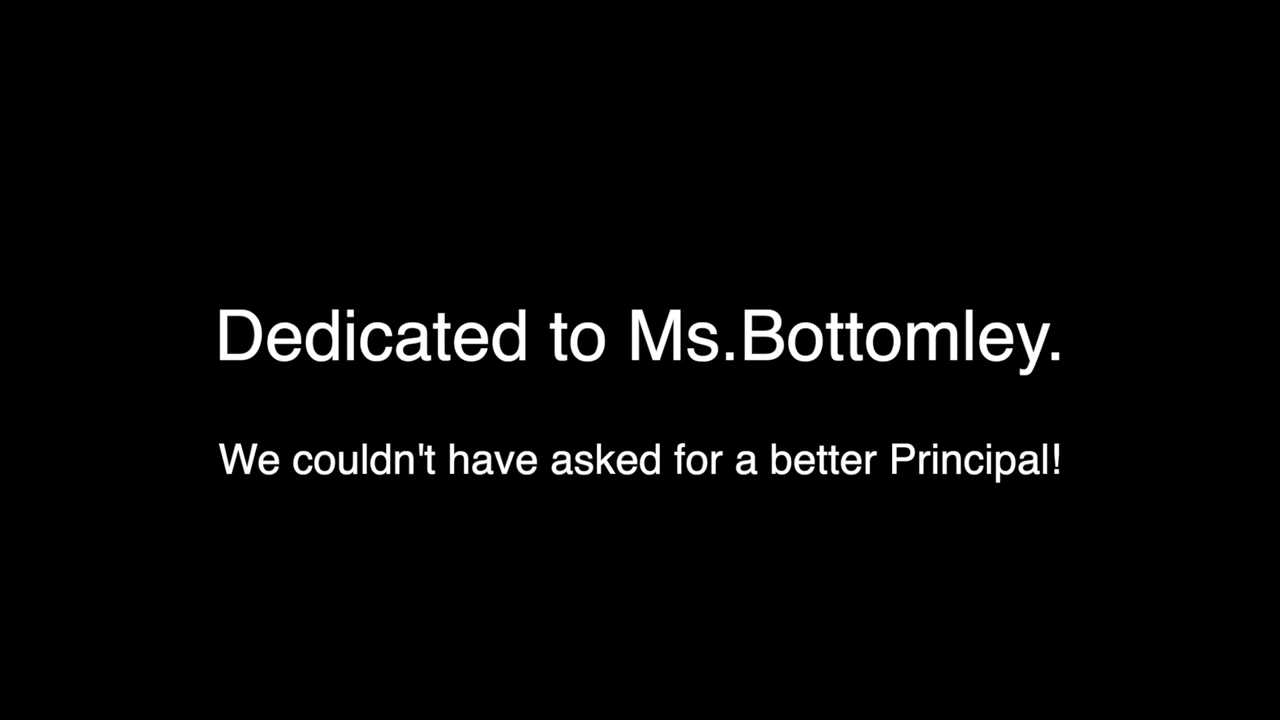 Dedicated to Ms.Bottomley.
We couldn't have asked for a better Principal!